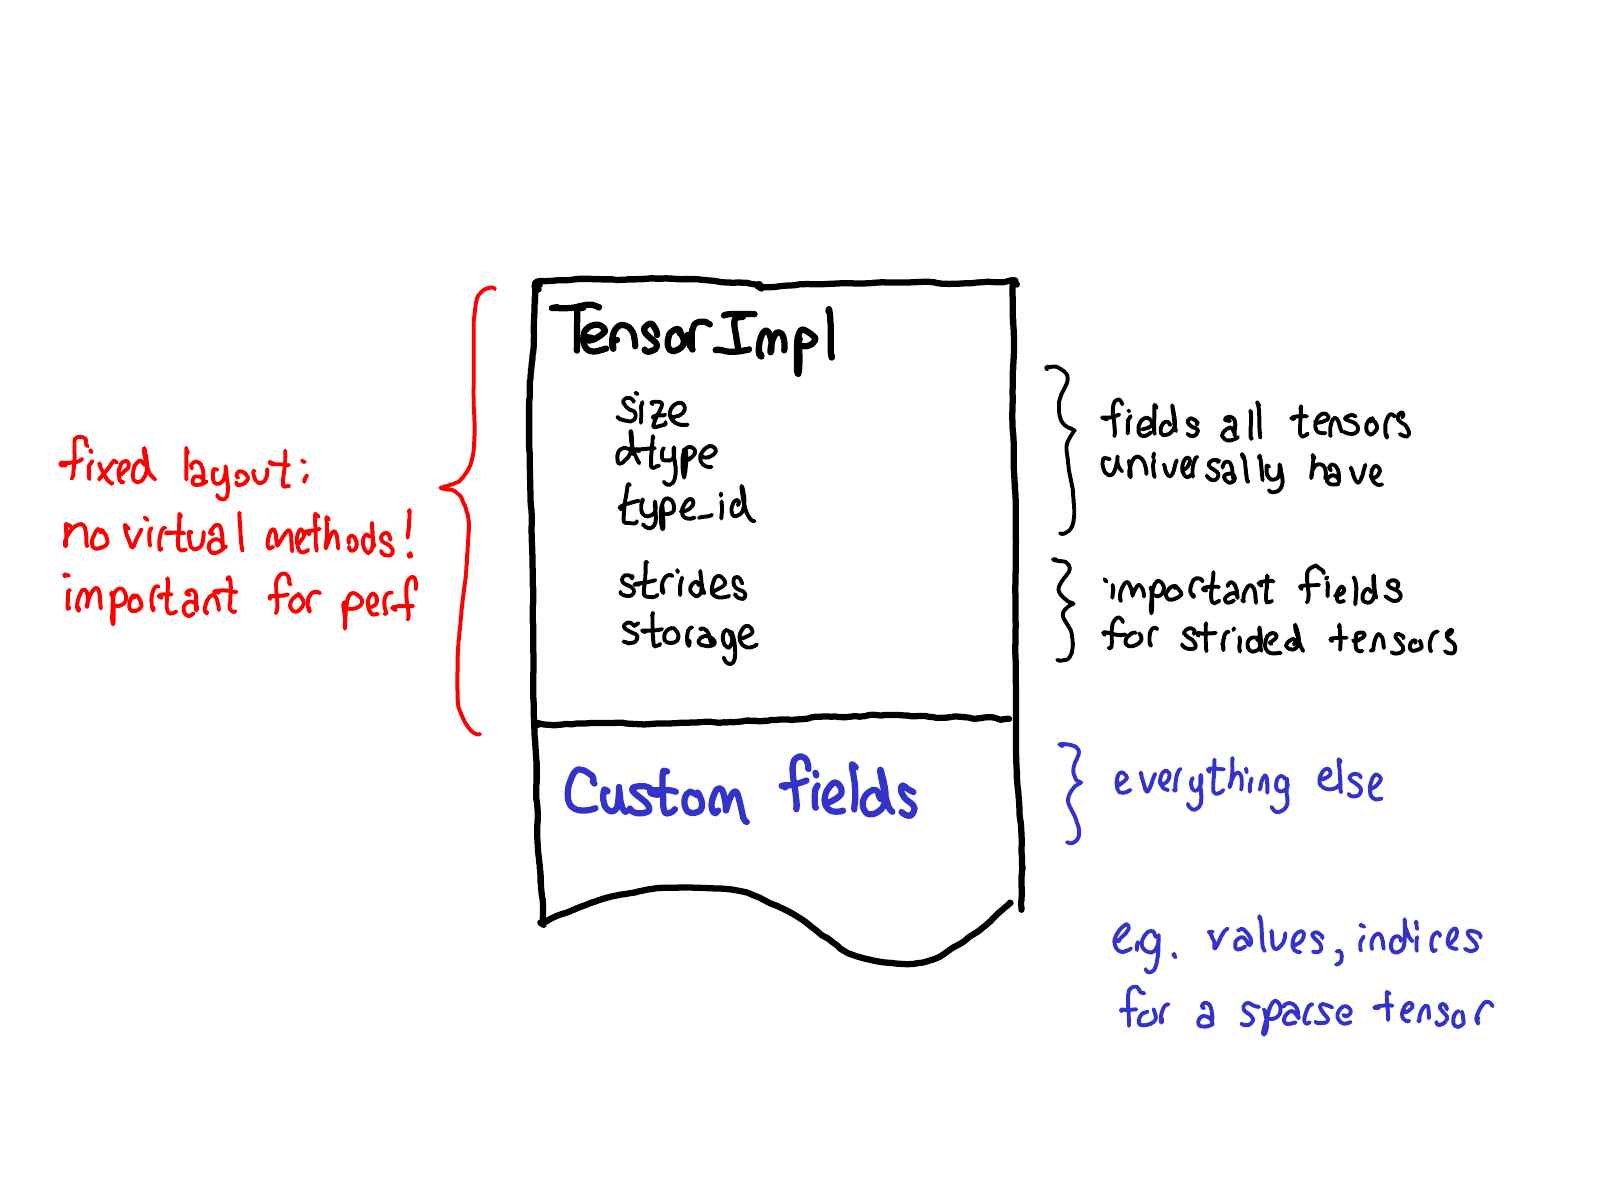 TensorImpl
size
dtype
type_id
strides
storage
Custom fields
fixed layout;
no virtual methods!
important for perf
fields all tensors
universally have
important fields
for strided tensors
everything else
e.g. values, indices
for a sparse tensor